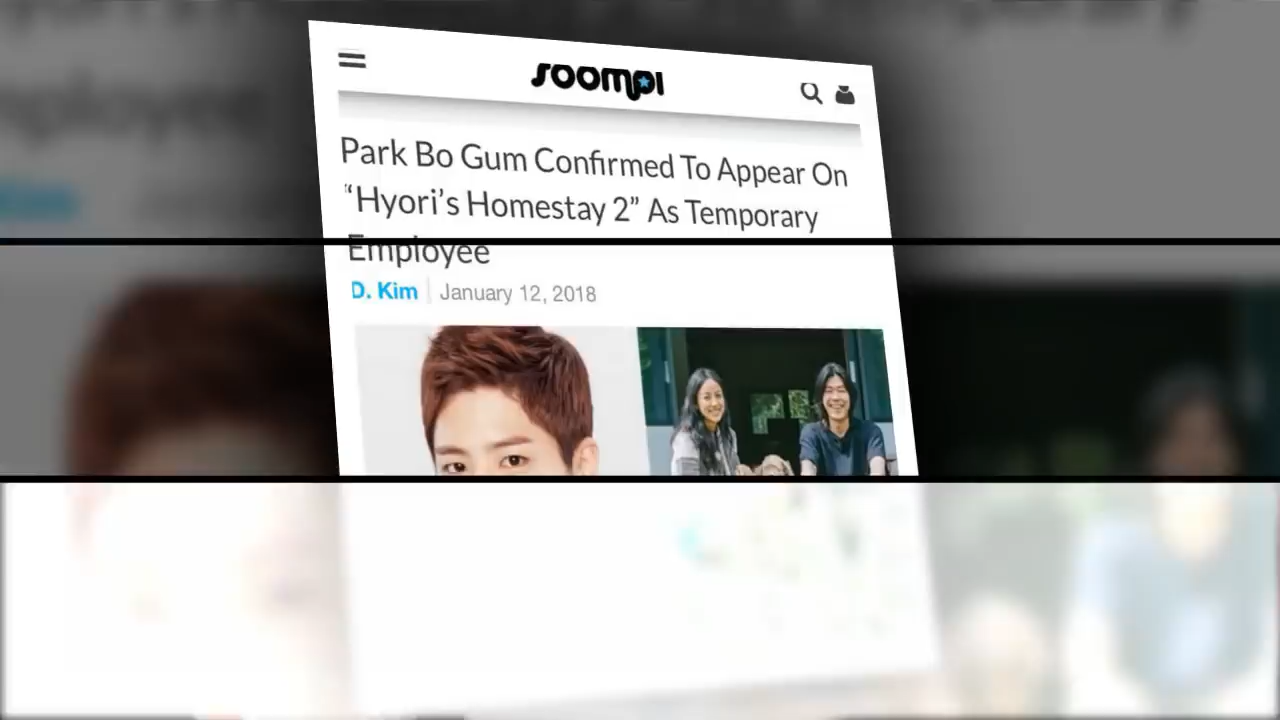 soompi
Park Bo Gum Confirmed To Appear On
“Hyori’s Homestay 2” As Temporary
Employee
D. Kim | January 12, 2018